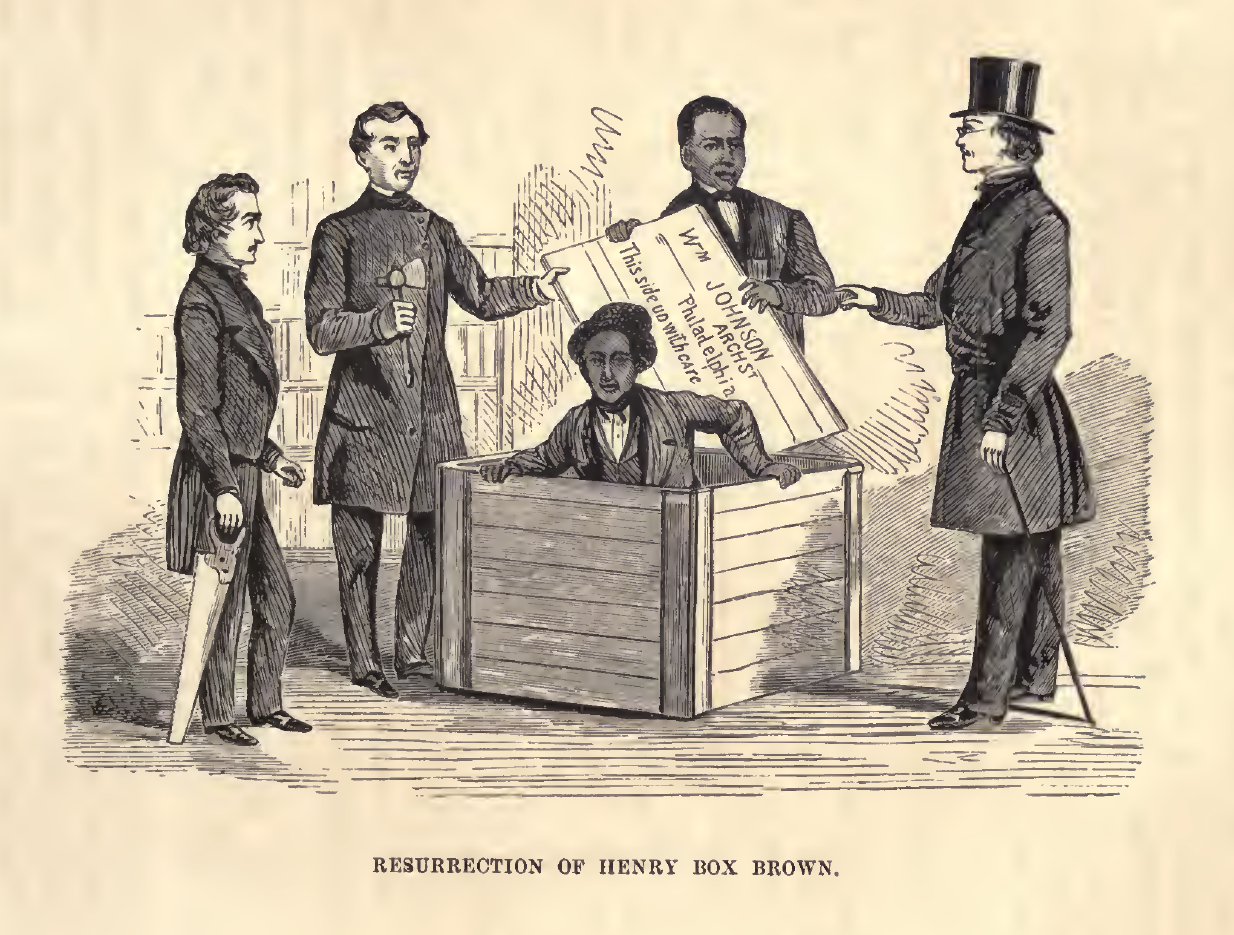 Wm JOHNSON
ARCH ST
Philadelphia
This side up with care
RESURRECTION OF HENRY BOX BROWN.